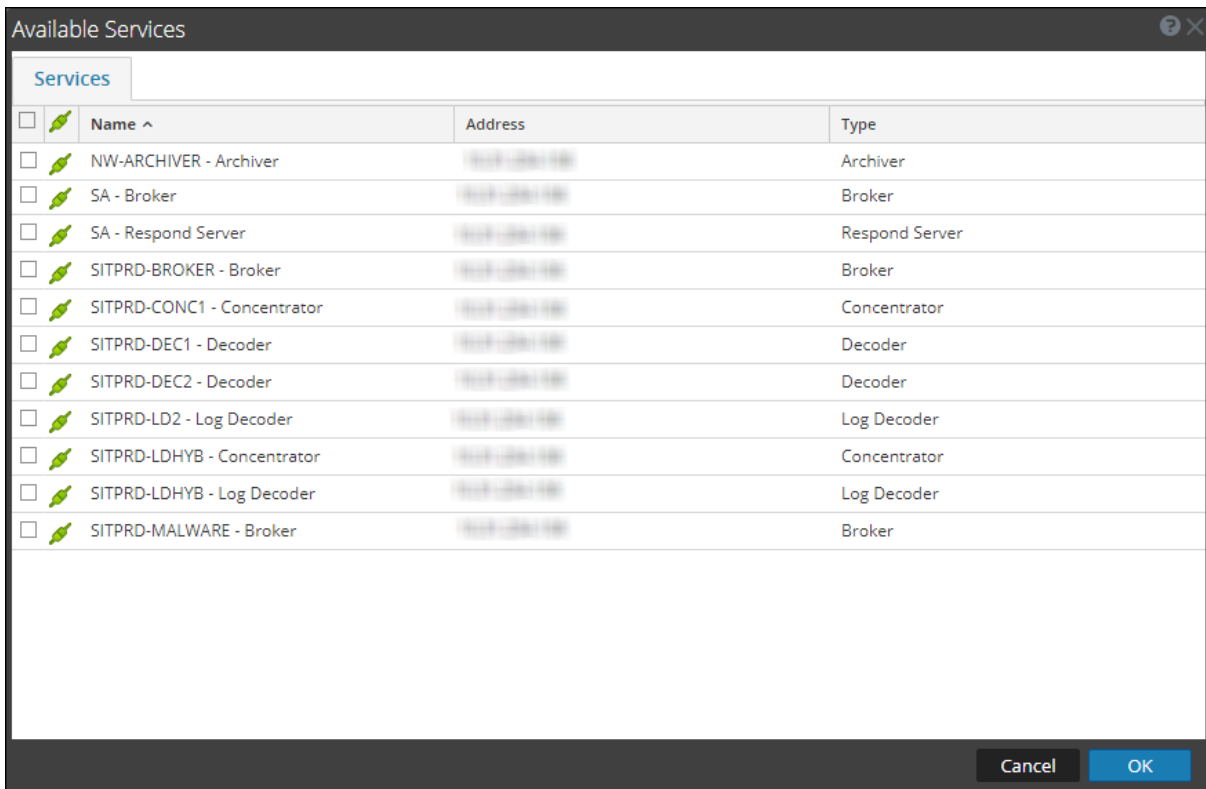 Available Services
Services
Name Address Type
NW-ARCHIVER - Archiver Archiver
SA - Broker Broker
SA - Respond Server Respond Server
SITPRD-BROKER - Broker Broker
SITPRD-CONC1 - Concentrator Concentrator
SITPRD-DEC1 - Decoder Decoder
SITPRD-DEC2 - Decoder Decoder
SITPRD-LD2 - Log Decoder Log Decoder
SITPRD-LDHYB - Concentrator Concentrator
SITPRD-LDHYB - Log Decoder Log Decoder
SITPRD-MALWARE - Broker Broker
Cancel OK